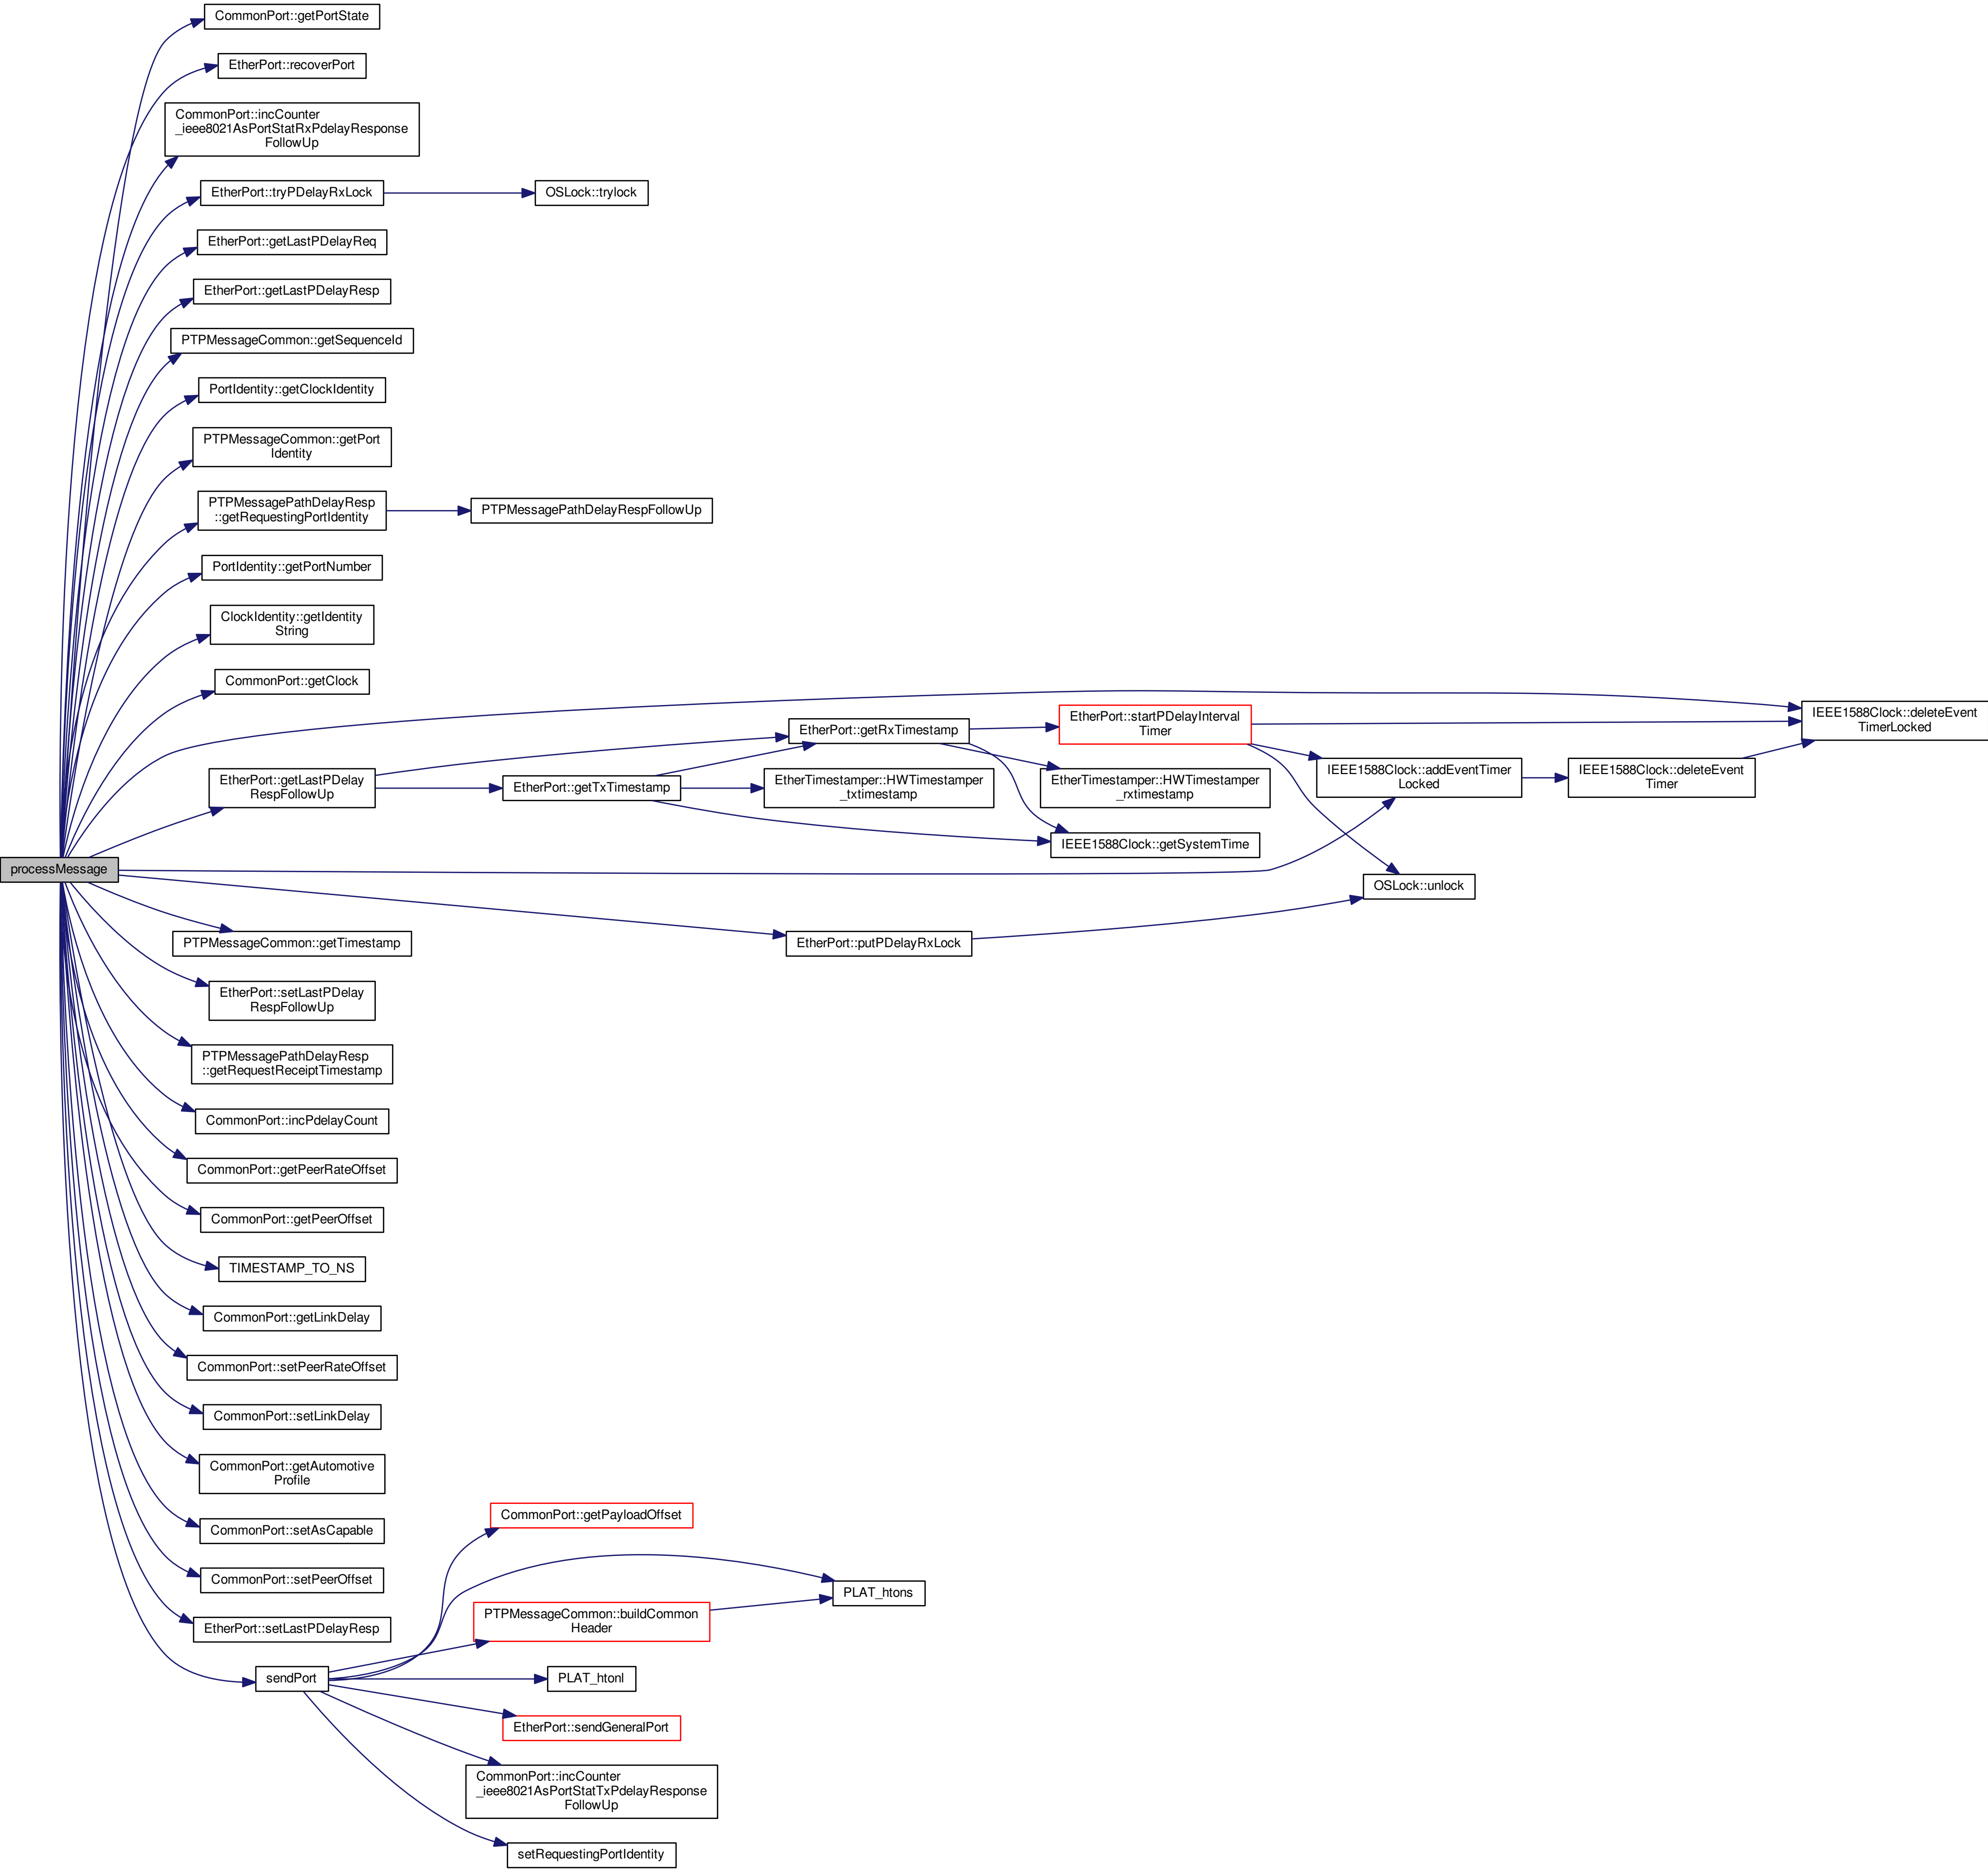 CommonPort::getPortState
EtherPort::recoverPort
CommonPort::incCounter
_ieee8021AsPortStatRxPdelayResponse
FollowUp
EtherPort::tryPDelayRxLock
OSLock::trylock
EtherPort::getLastPDelayReq
EtherPort::getLastPDelayResp
PTPMessageCommon::getSequenceId
PortIdentity::getClockIdentity
PTPMessageCommon::getPort
Identity
PTPMessagePathDelayResp
::getRequestingPortIdentity
PTPMessagePathDelayRespFollowUp
PortIdentity::getPortNumber
ClockIdentity::getIdentity
String
CommonPort::getClock
EtherPort::getLastPDelay
RespFollowUp
EtherPort::getTxTimestamp
EtherPort::getRxTimestamp
EtherTimestamper::HWTimestamper
_txtimestamp
EtherPort::startPDelayInterval
Timer
EtherTimestamper::HWTimestamper
_rxtimestamp
IEEE1588Clock::getSystemTime
IEEE1588Clock::addEventTimer
Locked
IEEE1588Clock::deleteEvent
Timer
IEEE1588Clock::deleteEvent
TimerLocked
OSLock::unlock
processMessage
PTPMessageCommon::getTimestamp
EtherPort::putPDelayRxLock
EtherPort::setLastPDelay
RespFollowUp
PTPMessagePathDelayResp
::getRequestReceiptTimestamp
CommonPort::incPdelayCount
CommonPort::getPeerRateOffset
CommonPort::getPeerOffset
TIMESTAMP_TO_NS
CommonPort::getLinkDelay
CommonPort::setPeerRateOffset
CommonPort::setLinkDelay
CommonPort::getAutomotive
Profile
CommonPort::setAsCapable
CommonPort::setPeerOffset
EtherPort::setLastPDelayResp
sendPort
CommonPort::getPayloadOffset
PLAT_htons
PTPMessageCommon::buildCommon
Header
PLAT_htonl
EtherPort::sendGeneralPort
CommonPort::incCounter
_ieee8021AsPortStatTxPdelayResponse
FollowUp
setRequestingPortIdentity